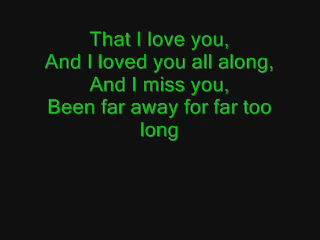 That I love you,
And I loved you all along,
And I miss you,
Been far away for far too
long